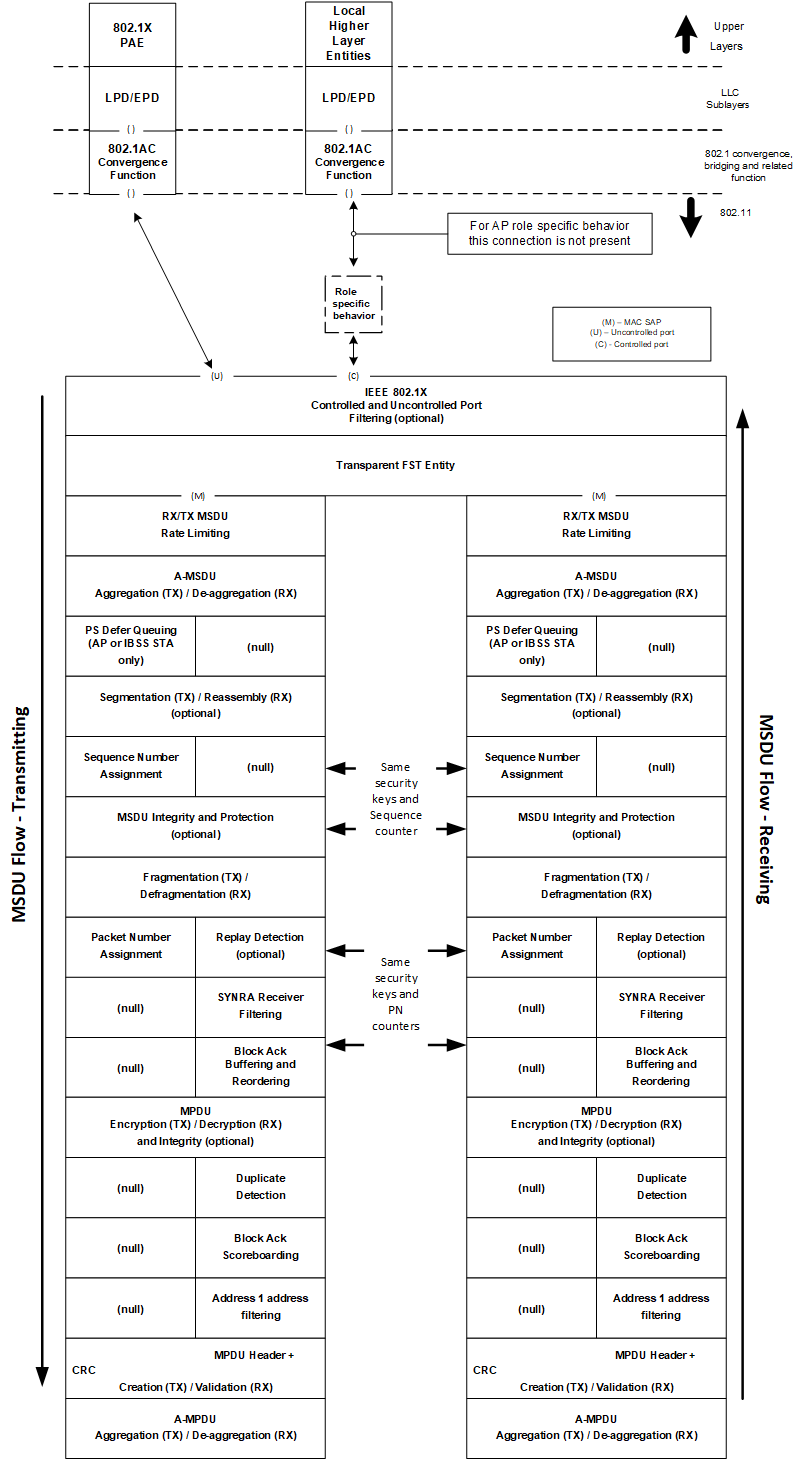 802.1X
PAE
Local
Higher
Layer
Entities
Upper
Layers
LPD/EPD
LPD/EPD
LLC
Sublayers
( )
( )
802.1AC
Convergence
Function
802.1AC
Convergence
Function
802.1 convergence,
bridging and related
function
( )
( )
802.11
For AP role specific behavior
this connection is not present
Role
specific
behavior
(M) – MAC SAP
(U) – Uncontrolled port
(C) - Controlled port
(U)
(C)
IEEE 802.1X
Controlled and Uncontrolled Port
Filtering (optional)
Transparent FST Entity
(M)
(M)
MSDU Flow - Transmitting
RX/TX MSDU
Rate Limiting
A-MSDU
Aggregation (TX) / De-aggregation (RX)
PS Defer Queuing
(AP or IBSS STA
only)
(null)
Segmentation (TX) / Reassembly (RX)
(optional)
Sequence Number
Assignment
(null)
MSDU Integrity and Protection
(optional)
Fragmentation (TX) /
Defragmentation (RX)
Packet Number
Assignment
Replay Detection
(optional)
(null)
SYNRA Receiver
Filtering
(null)
Block Ack
Buffering and
Reordering
MPDU
Encryption (TX) / Decryption (RX)
and Integrity (optional)
(null)
Duplicate
Detection
(null)
Block Ack
Scoreboarding
(null)
Address 1 address
filtering
MPDU Header +
CRC
Creation (TX) / Validation (RX)
A-MPDU
Aggregation (TX) / De-aggregation (RX)
Same
security
keys and
Sequence
counter
Same
security
keys and
PN
counters
RX/TX MSDU
Rate Limiting
A-MSDU
Aggregation (TX) / De-aggregation (RX)
PS Defer Queuing
(AP or IBSS STA
only)
(null)
Segmentation (TX) / Reassembly (RX)
(optional)
Sequence Number
Assignment
(null)
MSDU Integrity and Protection
(optional)
Fragmentation (TX) /
Defragmentation (RX)
Packet Number
Assignment
Replay Detection
(optional)
(null)
SYNRA Receiver
Filtering
(null)
Block Ack
Buffering and
Reordering
MPDU
Encryption (TX) / Decryption (RX)
and Integrity (optional)
(null)
Duplicate
Detection
(null)
Block Ack
Scoreboarding
(null)
Address 1 address
filtering
MPDU Header +
CRC
Creation (TX) / Validation (RX)
A-MPDU
Aggregation (TX) / De-aggregation (RX)
MSDU Flow - Receiving